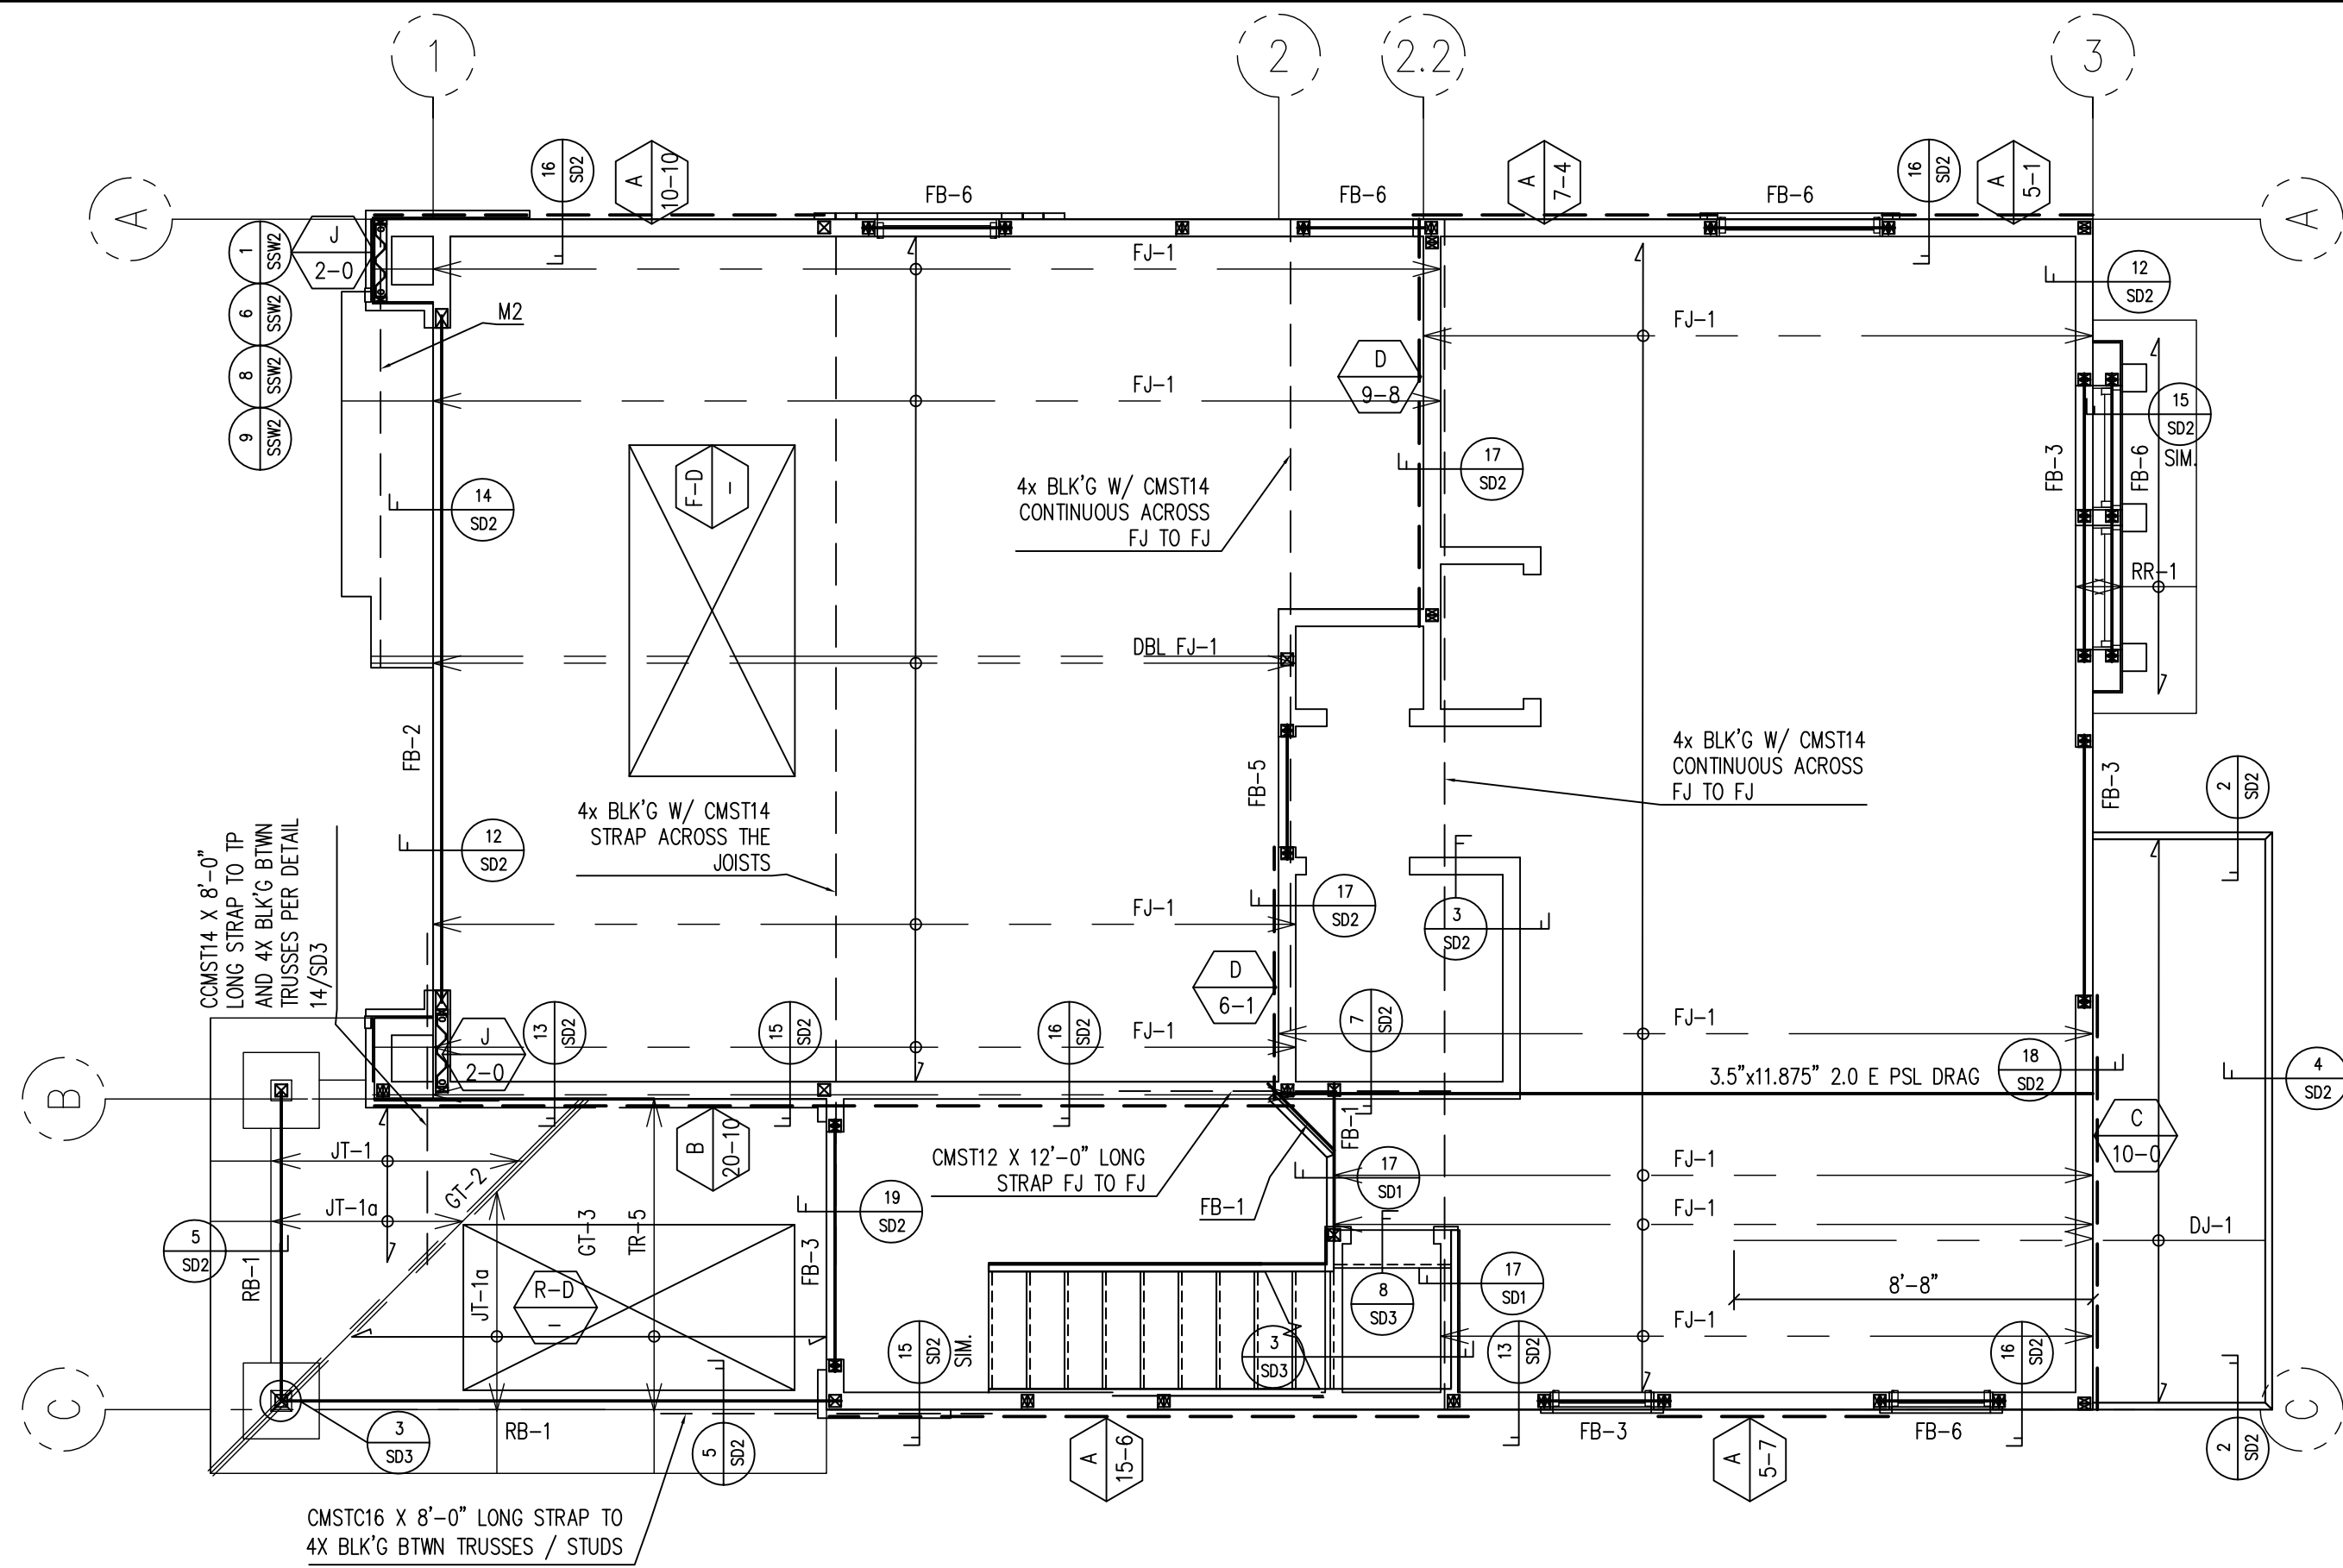 1
2
2.2
3
A
A
16
SD2
A
10-10
FB-6
FB-6
A
7-4
FB-6
16
SD2
A
5-1
1
SSW2
J
2-0
6
SSW2
8
SSW2
9
SSW2
M2
FJ-1
FJ-1
12
SD2
FJ-1
D
9-8
15
SD2
SIM.
FB-3
FB-6
14
SD2
F-D
-
4x BLK'G W/ CMST14
CONTINUOUS ACROSS
FJ TO FJ
17
SD2
RR-1
DBL FJ-1
FB-2
FB-5
4x BLK'G W/ CMST14
CONTINUOUS ACROSS
FJ TO FJ
FB-3
2
SD2
4x BLK'G W/ CMST14
STRAP ACROSS THE
JOISTS
12
SD2
CCMST14 X 8'-0"
LONG STRAP TO TP
AND 4X BLK'G BTWN
TRUSSES PER DETAIL
14/SD3
FJ-1
17
SD2
3
SD2
D
6-1
J
2-0
13
SD2
15
SD2
16
SD2
FJ-1
7
SD2
FJ-1
18
SD2
4
SD2
3.5"x11.875" 2.0 E PSL DRAG
B
C
10-0
B
20-10
JT-1
GT-2
JT-1a
CMST12 X 12'-0" LONG
STRAP FJ TO FJ
FB-1
FB-1
17
SD1
FJ-1
FJ-1
19
SD2
5
SD2
RB-1
GT-3
TR-5
JT-1a
R-D
-
FB-3
DJ-1
8'-8"
17
SD1
8
SD3
3
SD3
15
SD2
SIM.
13
SD2
FJ-1
16
SD2
C
C
3
SD3
RB-1
5
SD2
A
15-6
FB-3
A
5-7
FB-6
2
SD2
CMSTC16 X 8'-0" LONG STRAP TO
4X BLK'G BTWN TRUSSES / STUDS